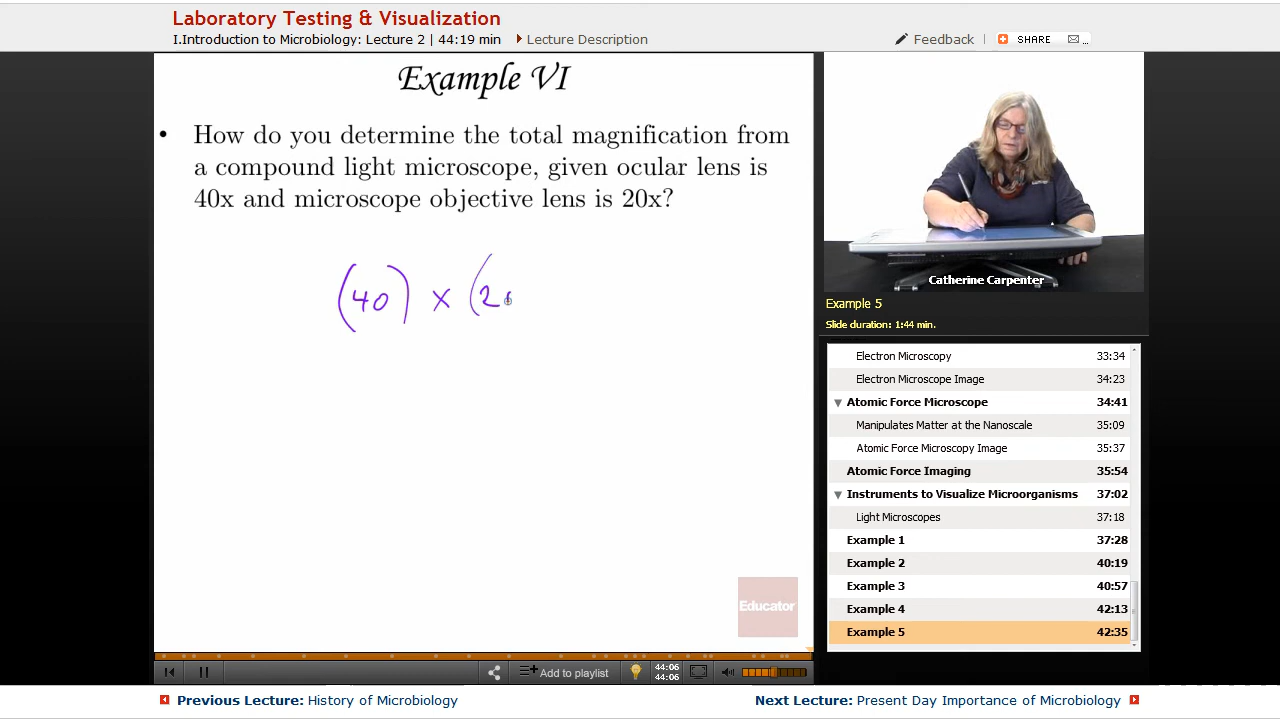 Laboratory Testing & Visualization
I.Introduction to Microbiology: Lecture 2 | 44:19 min
Lecture Description
Feedback
SHARE
...
Example VI
• How do you determine the total magnification from
a compound light microscope, given ocular lens is
40x and microscope objective lens is 20x?
(40) x (20
Educator
Catherine Carpenter
Example 5
Slide duration: 1:44 min.
Electron Microscopy 33:34
Electron Microscope Image 34:23
Atomic Force Microscope 34:41
Manipulates Matter at the Nanoscale 35:09
Atomic Force Microscopy Image 35:37
Atomic Force Imaging 35:54
Instruments to Visualize Microorganisms 37:02
Light Microscopes 37:18
Example 1 37:28
Example 2 40:19
Example 3 40:57
Example 4 42:13
Example 5 42:35
Add to playlist
44:06
44:06
Previous Lecture: History of Microbiology
Next Lecture: Present Day Importance of Microbiology